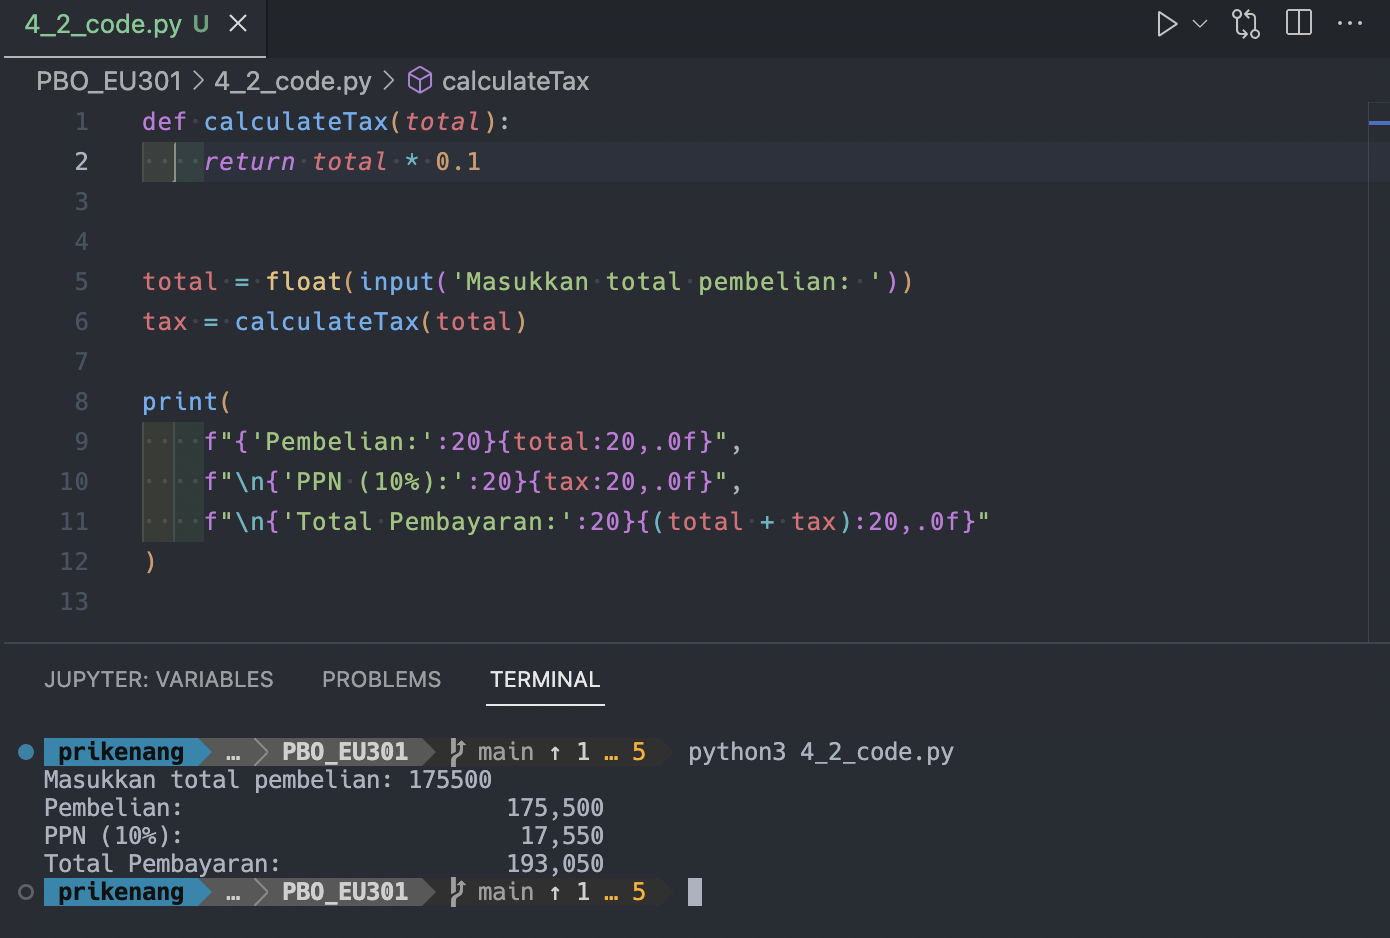 4_2_code.py U
PBO_EU301 > 4_2_code.py > calculateTax
1 def calculateTax(total):
2     return total * 0.1
3
4
5 total = float(input('Masukkan total pembelian: '))
6 tax = calculateTax(total)
7
8 print(
9     f"{'Pembelian:':20}{total:20,.0f}",
10     f"\n{'PPN (10%):':20}{tax:20,.0f}",
11     f"\n{'Total Pembayaran:':20}{(total + tax):20,.0f}"
12 )
13
JUPYTER: VARIABLES PROBLEMS TERMINAL
prikenang … PBO_EU301 main ↑ 1 … 5 python3 4_2_code.py
Masukkan total pembelian: 175500
Pembelian:                       175,500
PPN (10%):                        17,550
Total Pembayaran:                193,050
prikenang … PBO_EU301 main ↑ 1 … 5